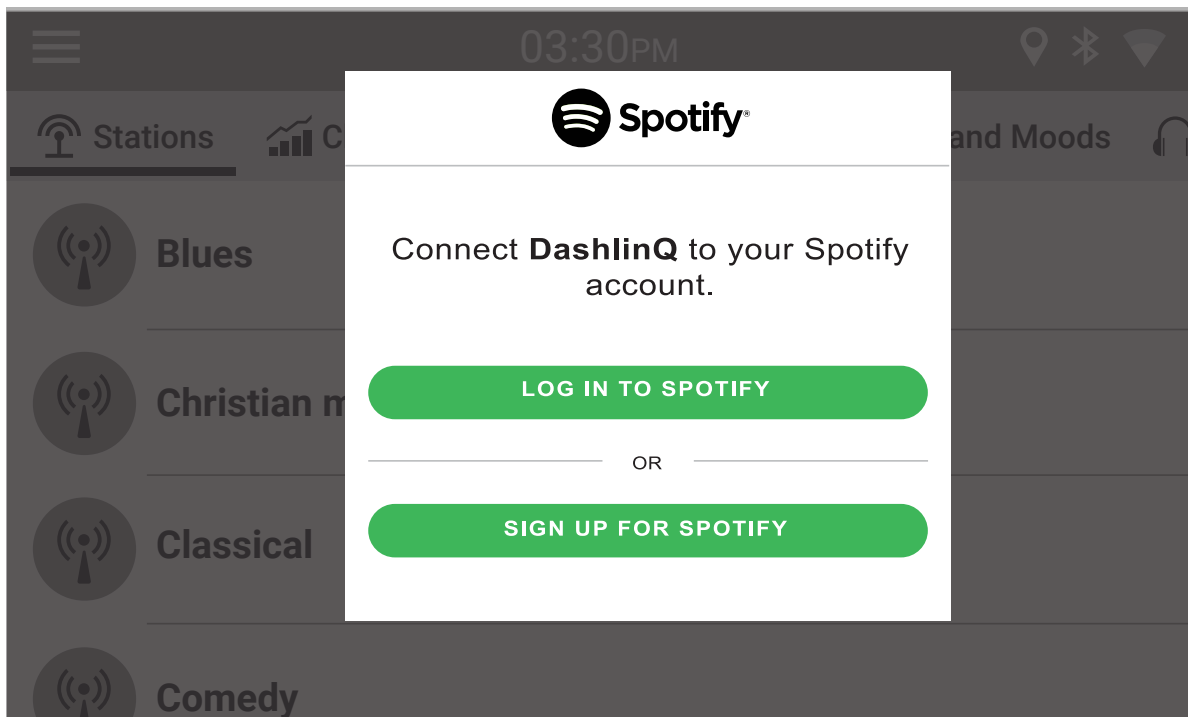 03:30PM
Spotify®
Stations
C
and Moods
Connect DashlinQ to your Spotify
account.
Blues
LOG IN TO SPOTIFY
Christian m
OR
SIGN UP FOR SPOTIFY
Classical
Comedy